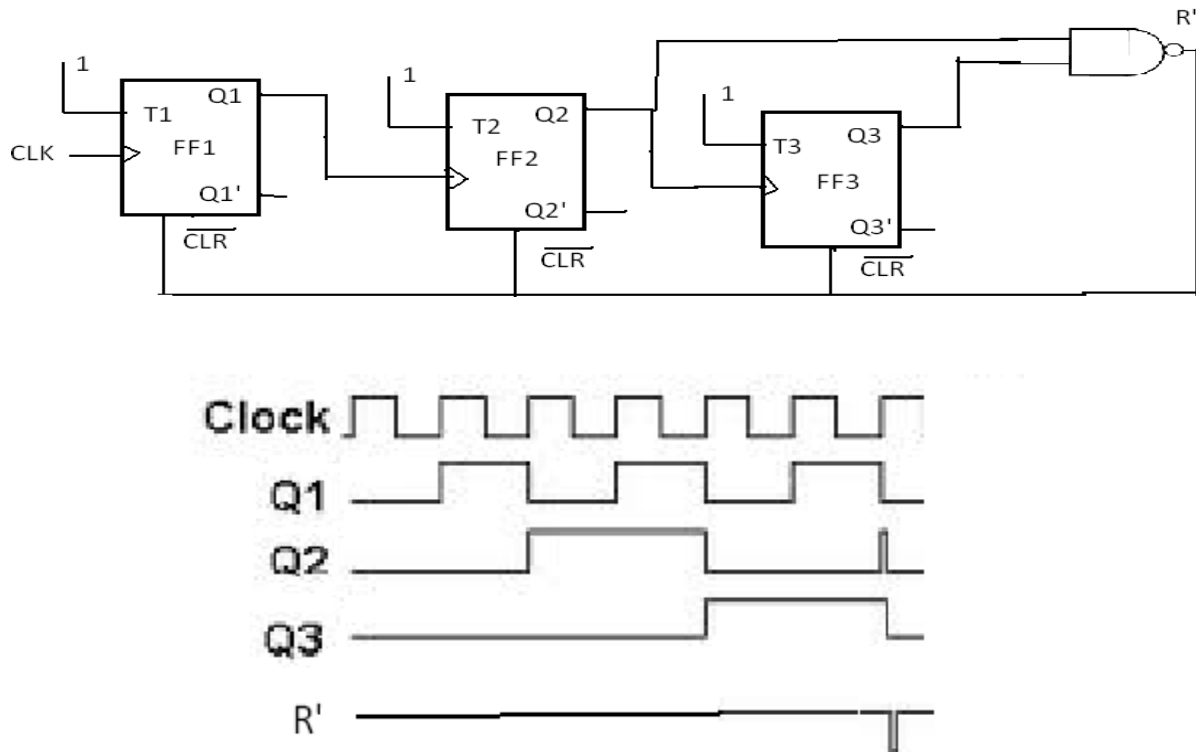 R'
1
T1
Q1
CLK
FF1
Q1'
CLR
1
T2
Q2
FF2
Q2'
CLR
1
T3
Q3
FF3
Q3'
CLR
Clock
Q1
Q2
Q3
R'